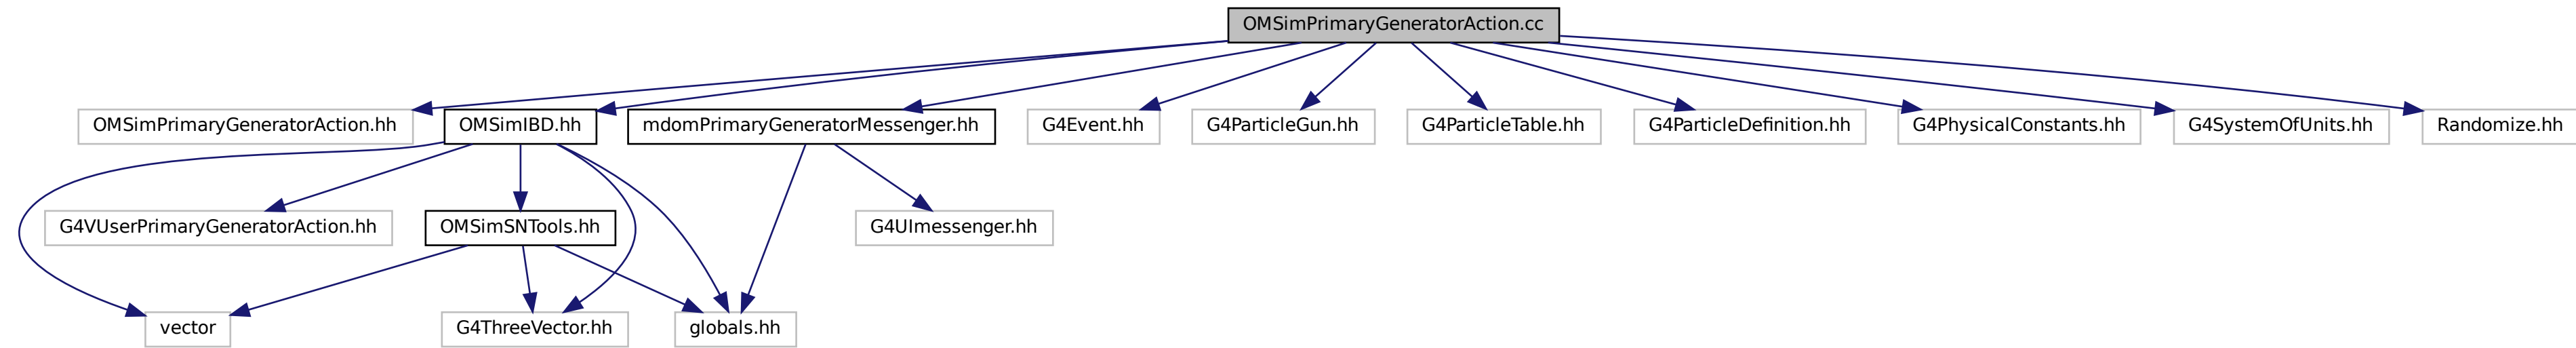 OMSimPrimaryGeneratorAction.cc
OMSimPrimaryGeneratorAction.hh
OMSimIBD.hh
mdomPrimaryGeneratorMessenger.hh
G4Event.hh
G4ParticleGun.hh
G4ParticleTable.hh
G4ParticleDefinition.hh
G4PhysicalConstants.hh
G4SystemOfUnits.hh
Randomize.hh
G4VUserPrimaryGeneratorAction.hh
OMSimSNTools.hh
G4UImessenger.hh
vector
G4ThreeVector.hh
globals.hh